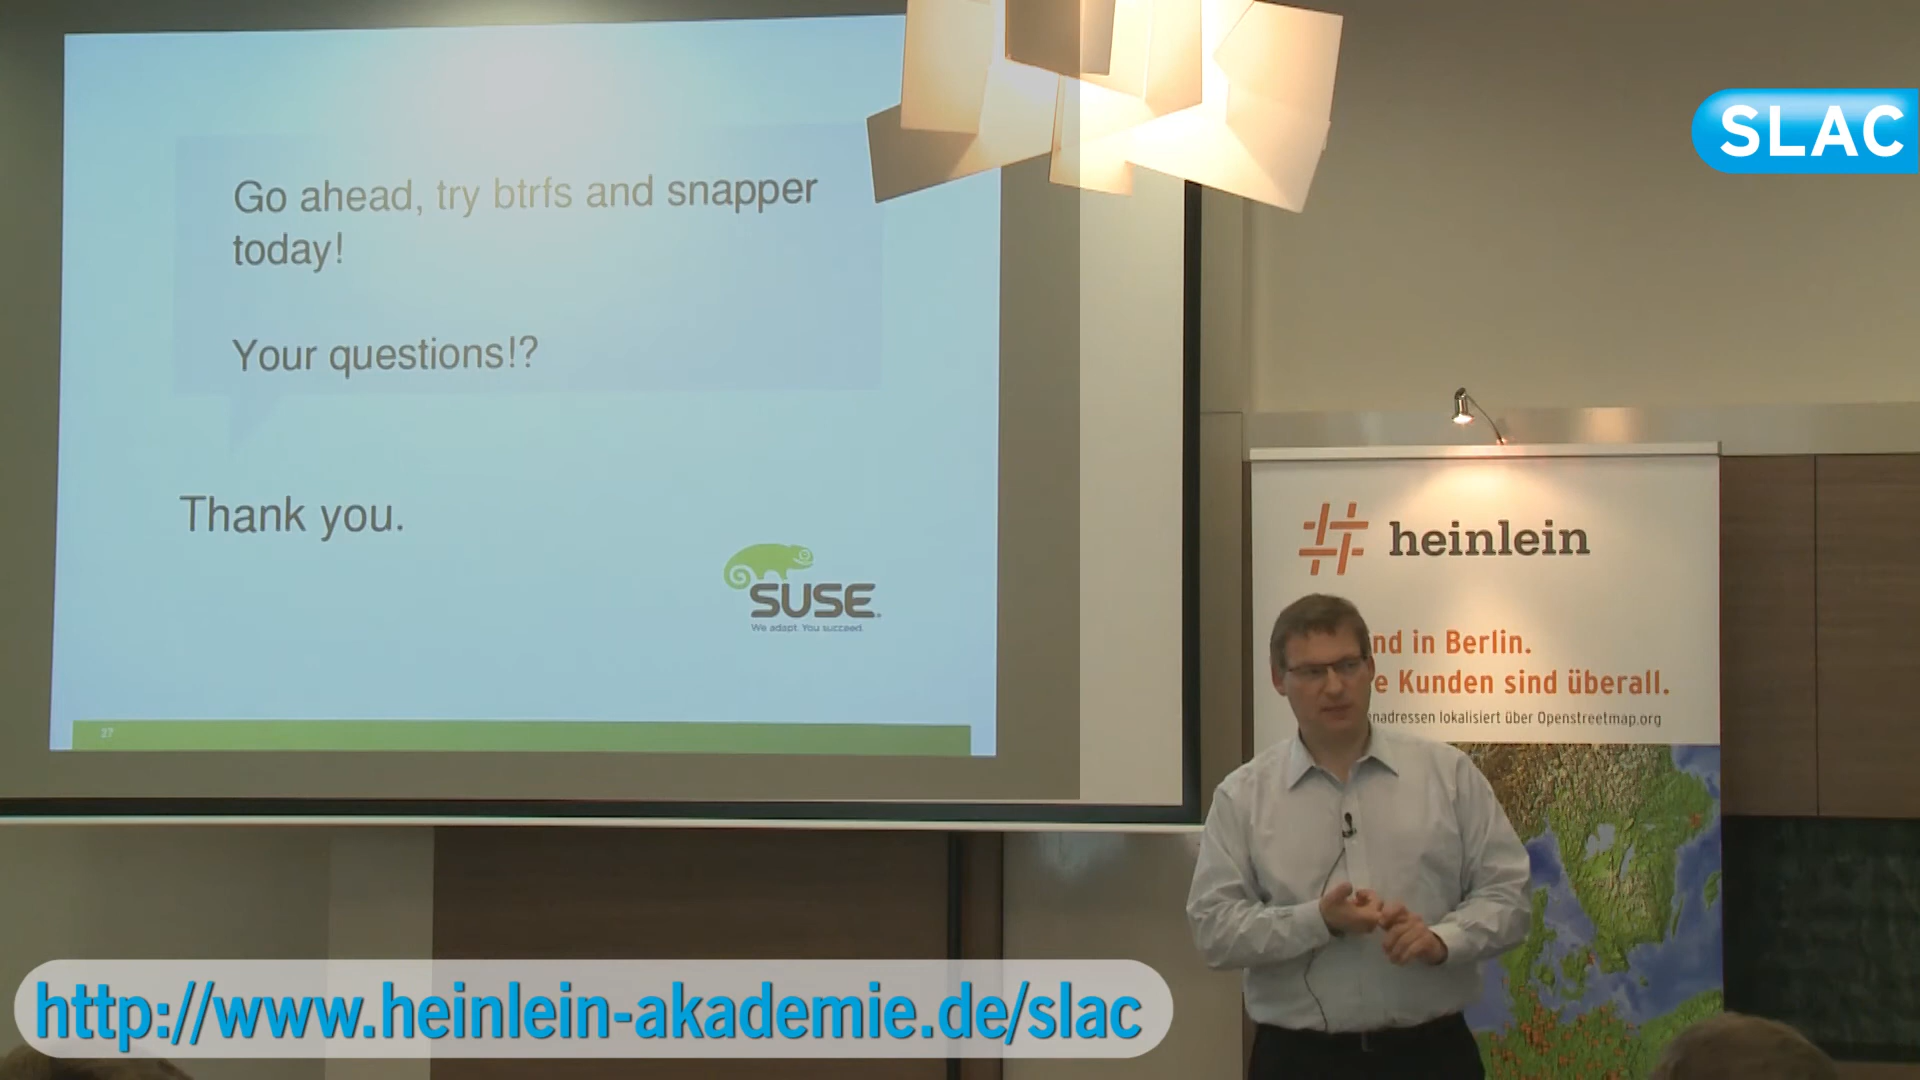 SLAC
Go ahead, try btrfs and snapper
today!
Your questions!?
Thank you.
SUSE
We adapt. You succeed.
27
heinlein
nd in Berlin.
e Kunden sind überall.
nadressen lokalisiert über Openstreetmap.org
http://www.heinlein-akademie.de/slac